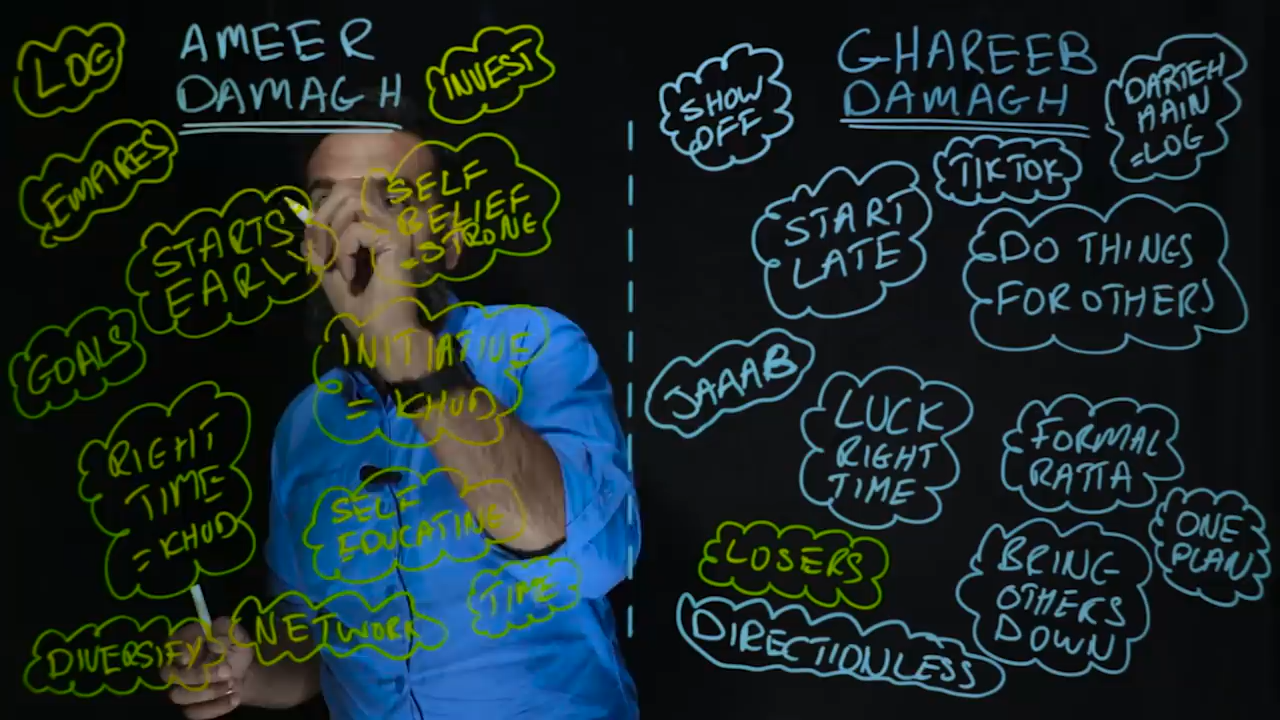 AMEER
DAMAGH
LOG
INVEST
EMPIRES
SELF
BELIEF
=STRONG
STARTS
EARLY
GOALS
INITIATIVE
= KHUD
RIGHT
TIME
= KHUD
SELF
EDUCATING
TIME
NETWORK
DIVERSIFY
GHAREEB
DAMAGH
SHOW
OFF
DARTEH
HAIN
=LOG
TIKTOK
START
LATE
DO THINGS
FOR OTHERS
JAAAB
LUCK
RIGHT
TIME
FORMAL
RATTA
ONE
PLAN
LOSERS
BRING
OTHERS
DOWN
DIRECTIONLESS